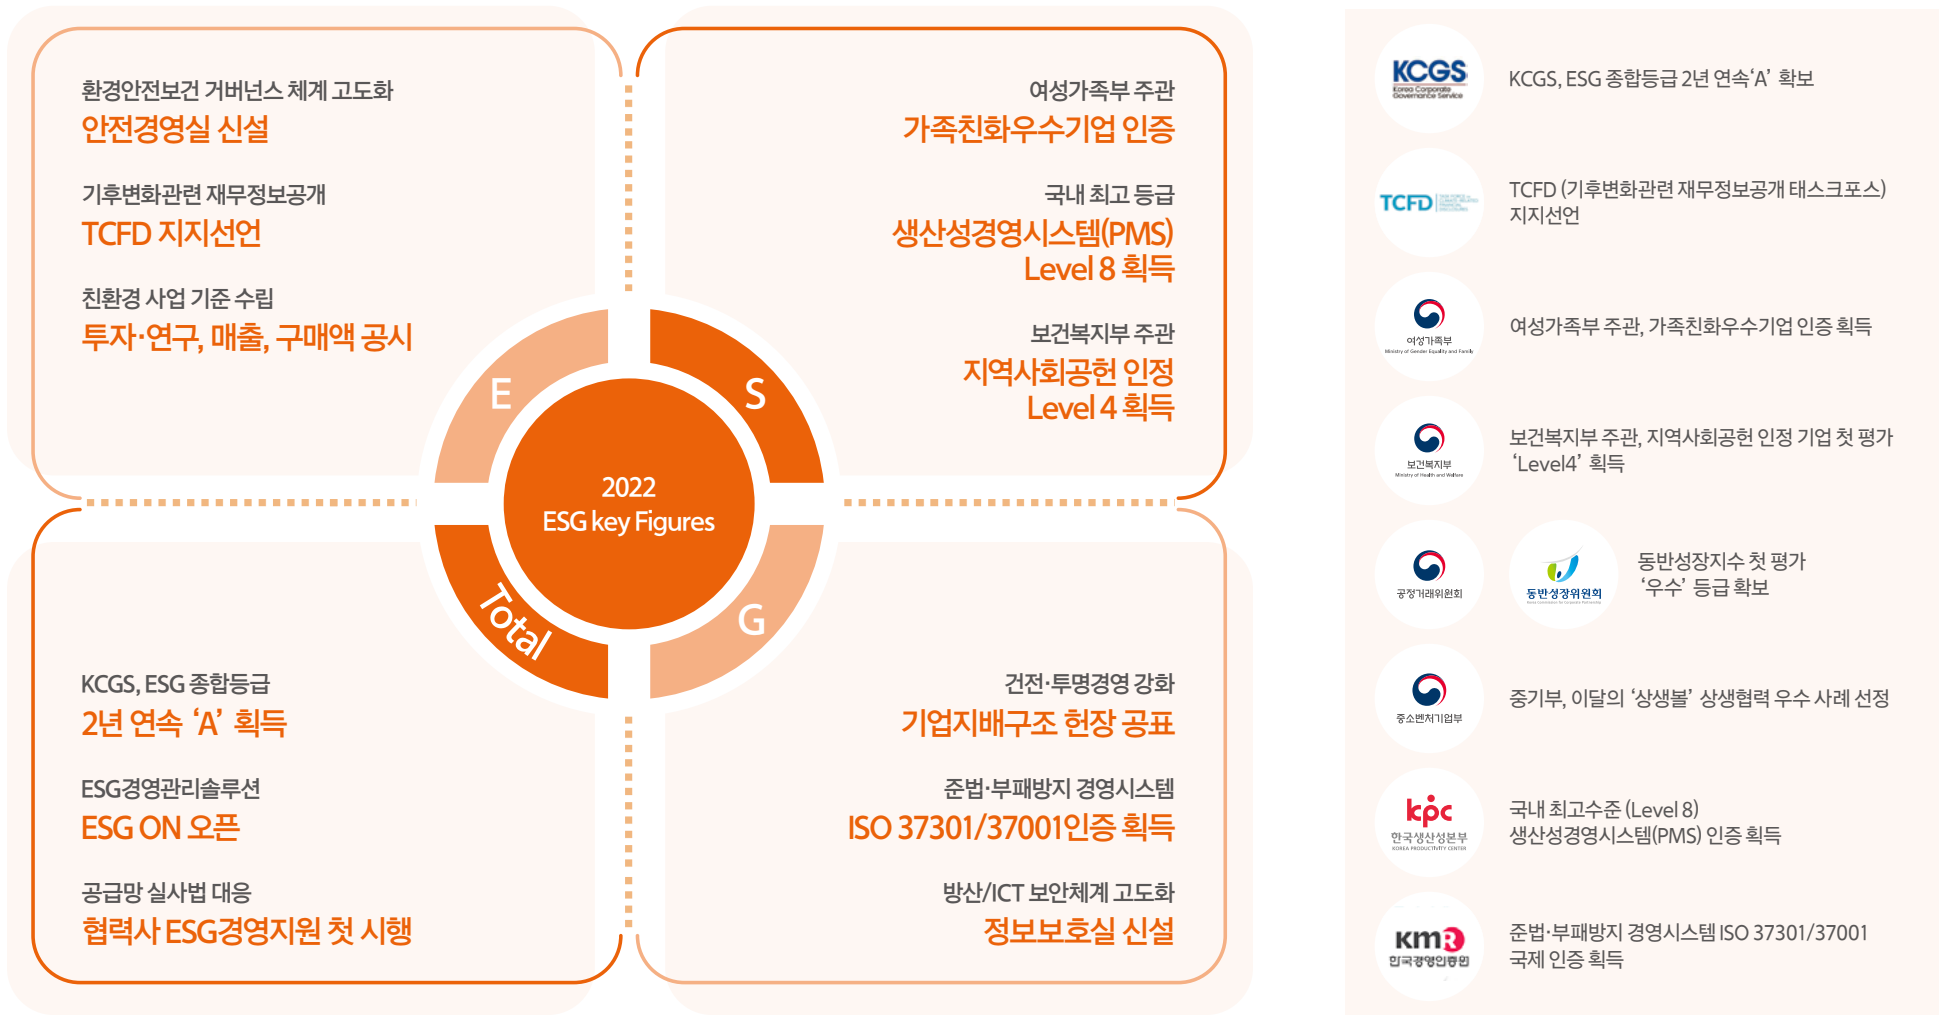 환경안전보건 거버넌스 체계 고도화
안전경영실 신설
기후변화관련 재무정보공개
TCFD 지지선언
친환경 사업 기준 수립
투자·연구, 매출, 구매액 공시
여성가족부 주관
가족친화우수기업 인증
국내 최고 등급
생산성경영시스템(PMS)
Level 8 획득
보건복지부 주관
지역사회공헌 인정
Level 4 획득
E
S
2022
ESG key Figures
Total
G
KCGS, ESG 종합등급
2년 연속 ‘A’ 획득
ESG경영관리솔루션
ESG ON 오픈
공급망 실사법 대응
협력사 ESG경영지원 첫 시행
건전·투명경영 강화
기업지배구조 헌장 공표
준법·부패방지 경영시스템
ISO 37301/37001인증 획득
방산/ICT 보안체계 고도화
정보보호실 신설
KCGS
Korea Corporate
Governance Service
KCGS, ESG 종합등급 2년 연속‘A’ 확보
TCFD
TCFD (기후변화관련 재무정보공개 태스크포스)
지지선언
여성가족부
Ministry of Gender Equality and Family
여성가족부 주관, 가족친화우수기업 인증 획득
보건복지부
Ministry of Health and Welfare
보건복지부 주관, 지역사회공헌 인정 기업 첫 평가
‘Level4’ 획득
공정거래위원회
동반성장위원회
동반성장지수 첫 평가
‘우수’ 등급 확보
중소벤처기업부
중기부, 이달의 ‘상생볼’ 상생협력 우수 사례 선정
kpc
한국생산성본부
KOREA PRODUCTIVITY CENTER
국내 최고수준 (Level 8)
생산성경영시스템(PMS) 인증 획득
KMR
한국경영인증원
준법·부패방지 경영시스템 ISO 37301/37001
국제 인증 획득